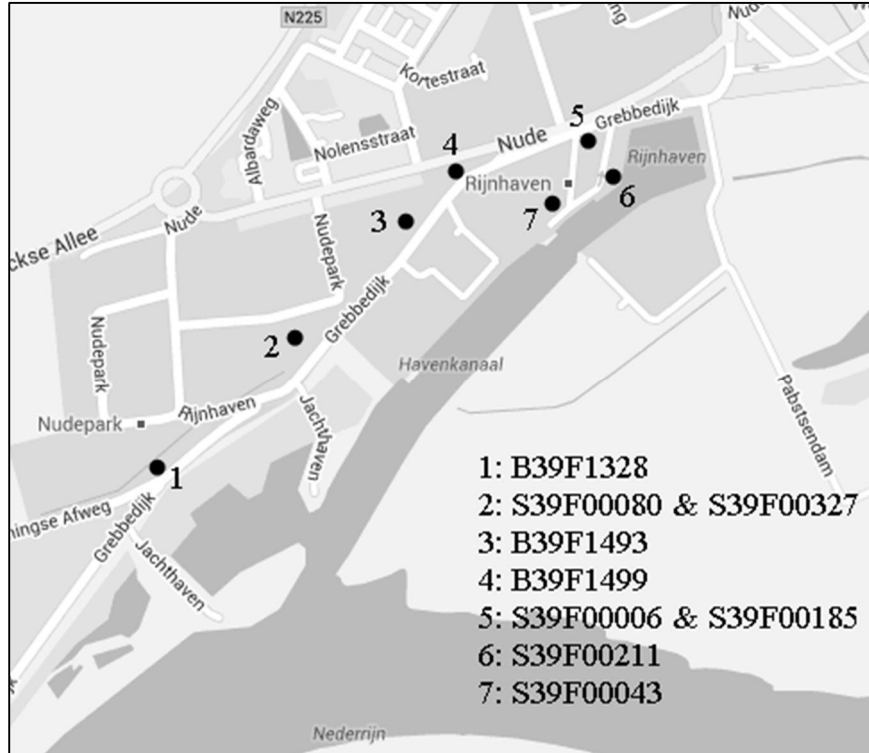 N225
Nude
Kortestraat
Albardaweg
Nolensstraat
4
Nude
5
Grebbedijk
Rijnhaven
Rijnhaven
6
7
3
Nude
ckse Allee
Nudepark
Grebbedijk
2
Nudepark
Havenkanaal
Rijnhaven
Nudepark
Jachthaven
Pabstsendam
1
ningse Afweg
Grebbedijk
Jachthaven
1: B39F1328
2: S39F00080 & S39F00327
3: B39F1493
4: B39F1499
5: S39F00006 & S39F00185
6: S39F00211
7: S39F00043
Nederrijn